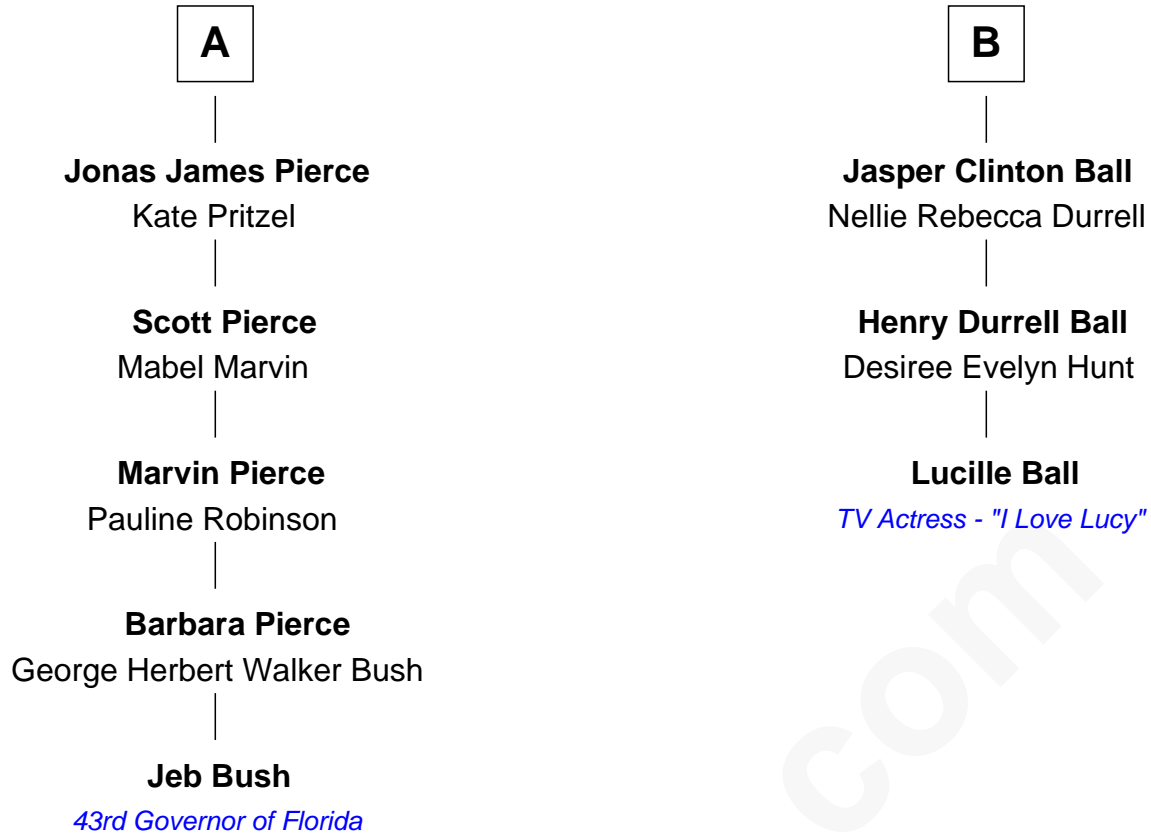 A
Jonas James Pierce
Kate Pritzel
Scott Pierce
Mabel Marvin
Marvin Pierce
Pauline Robinson
Barbara Pierce
George Herbert Walker Bush
Jeb Bush
43rd Governor of Florida
B
Jasper Clinton Ball
Nellie Rebecca Durrell
Henry Durrell Ball
Desiree Evelyn Hunt
Lucille Ball
TV Actress - "I Love Lucy"
com